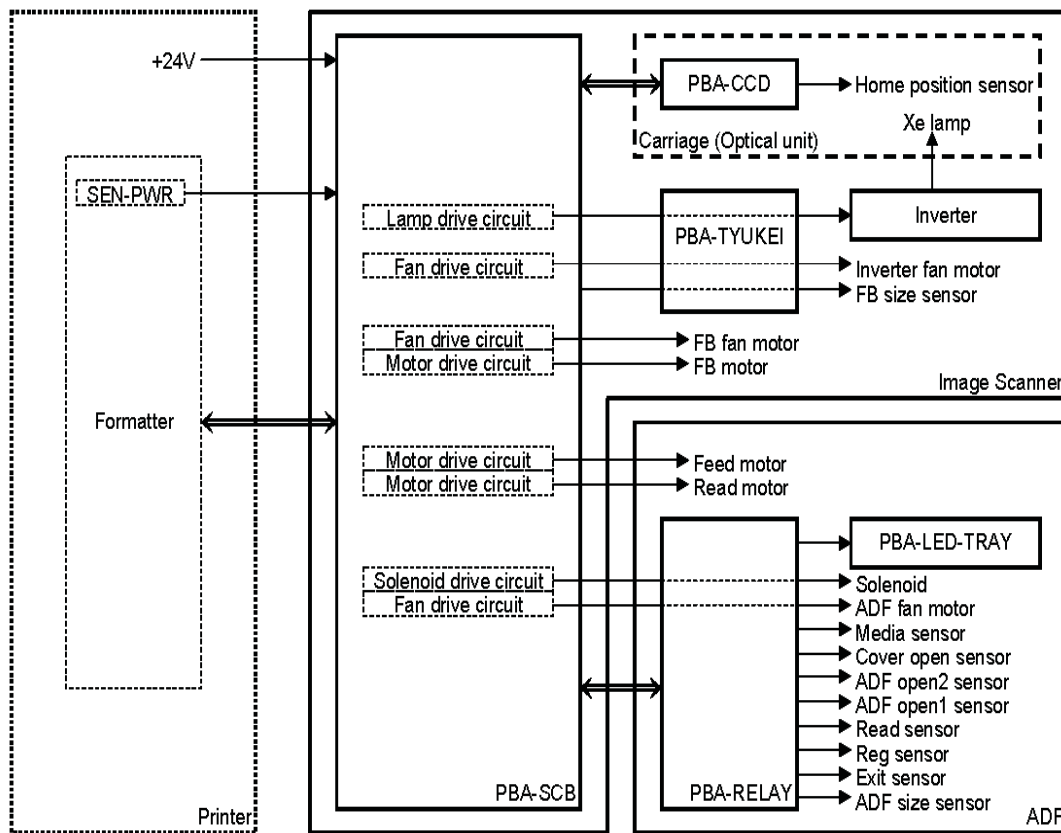 +24V
PBA-CCD
Home position sensor
Xe lamp
Carriage (Optical unit)
SEN-PWR
Lamp drive circuit
PBA-TYUKEI
Inverter
Fan drive circuit
Inverter fan motor
FB size sensor
Fan drive circuit
FB fan motor
Motor drive circuit
FB motor
Image Scanner
Formatter
Motor drive circuit
Feed motor
Motor drive circuit
Read motor
PBA-LED-TRAY
Solenoid drive circuit
Solenoid
Fan drive circuit
ADF fan motor
Media sensor
Cover open sensor
ADF open2 sensor
ADF open1 sensor
Read sensor
Reg sensor
Exit sensor
PBA-SCB
PBA-RELAY
ADF size sensor
Printer
ADF